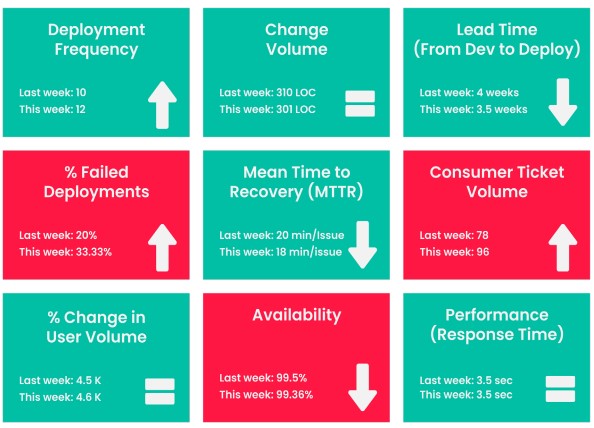 Deployment
Frequency
Last week: 10
This week: 12
Change
Volume
Last week: 310 LOC
This week: 301 LOC
Lead Time
(From Dev to Deploy)
Last week: 4 weeks
This week: 3.5 weeks
% Failed
Deployments
Last week: 20%
This week: 33.33%
Mean Time to
Recovery (MTTR)
Last week: 20 min/Issue
This week: 18 min/issue
Consumer Ticket
Volume
Last week: 78
This week: 96
% Change in
User Volume
Last week: 4.5 K
This week: 4.6 K
Availability
Last week: 99.5%
This week: 99.36%
Performance
(Response Time)
Last week: 3.5 sec
This week: 3.5 sec